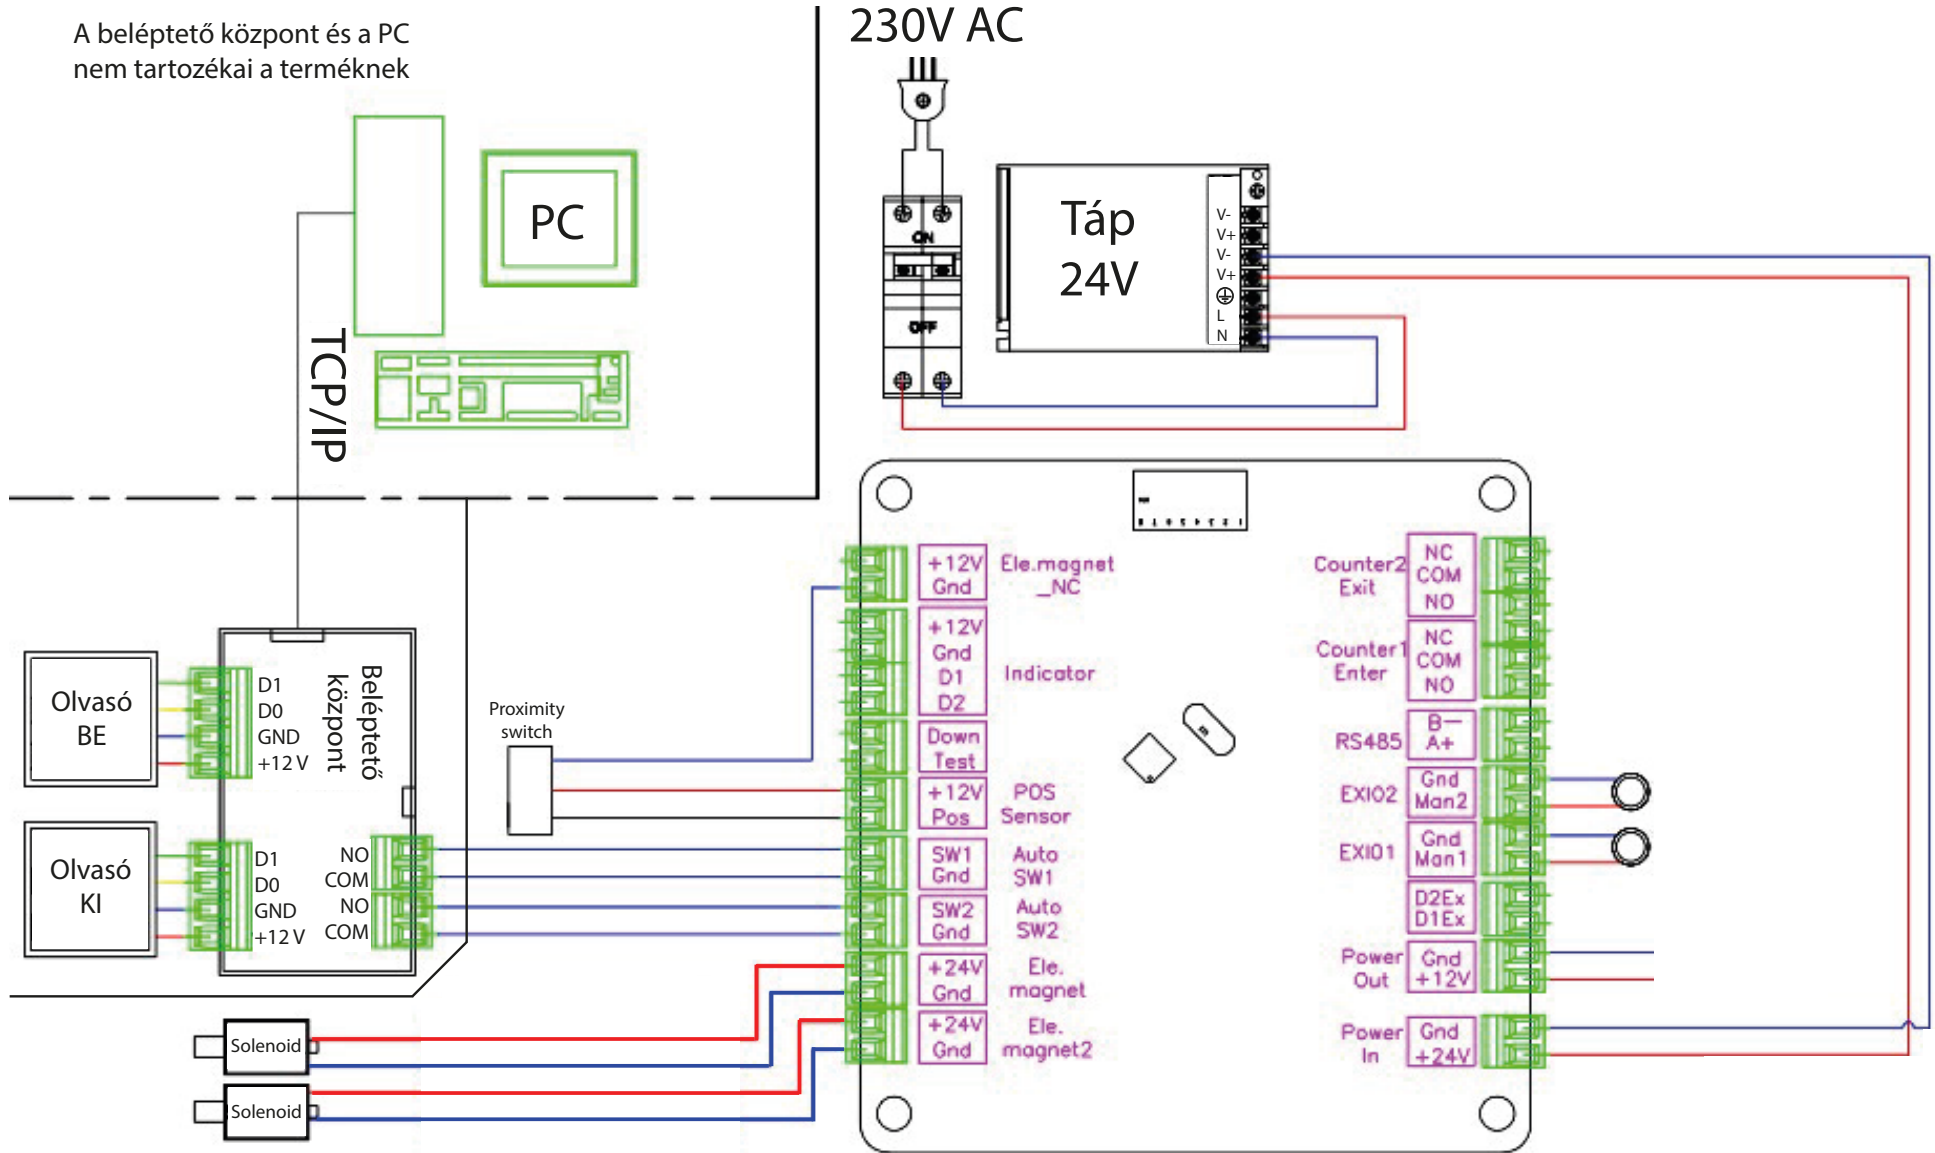 A beléptető központ és a PC
nem tartozékai a terméknek
230V AC
PC
TCP/IP
ON
OFF
Táp
24V
V-
V+
V-
V+
L
N
Olvasó
BE
D1
D0
GND
+12 V
Beléptető
központ
Olvasó
KI
D1
D0
GND
+12 V
NO
COM
NO
COM
Proximity
switch
Solenoid
Solenoid
+12V
Gnd
Ele.magnet
_NC
+12V
Gnd
D1
D2
Indicator
Down
Test
+12V
Pos
POS
Sensor
SW1
Gnd
Auto
SW1
SW2
Gnd
Auto
SW2
+24V
Gnd
Ele.
magnet
+24V
Gnd
Ele.
magnet2
Counter2
Exit
NC
COM
NO
Counter1
Enter
NC
COM
NO
RS485
B—
A+
EXIO2
Gnd
Man2
EXIO1
Gnd
Man1
D2Ex
D1Ex
Power
Out
Gnd
+12V
Power
In
Gnd
+24V